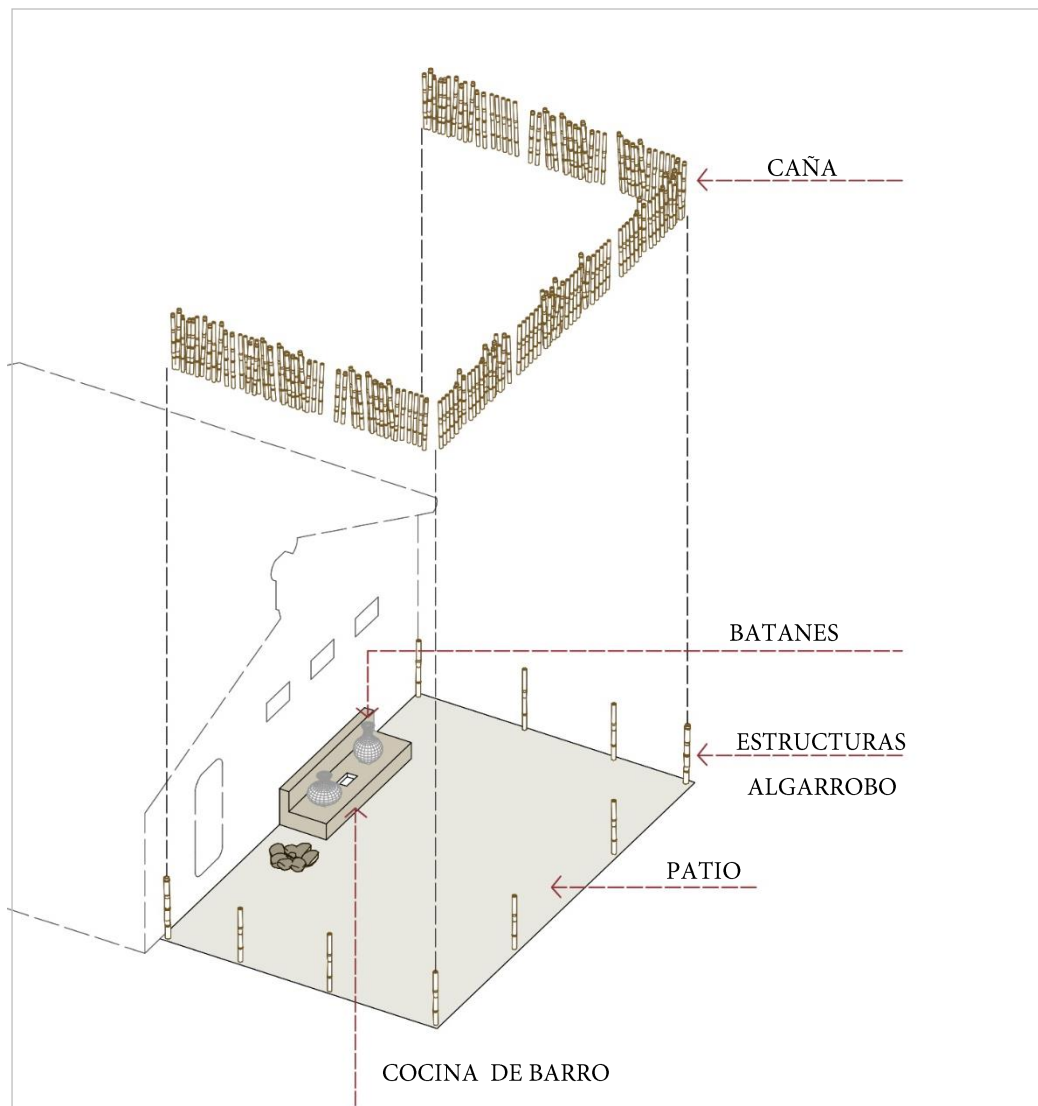 CAÑA
BATANES
ESTRUCTURAS
ALGARROBO
PATIO
COCINA DE BARRO